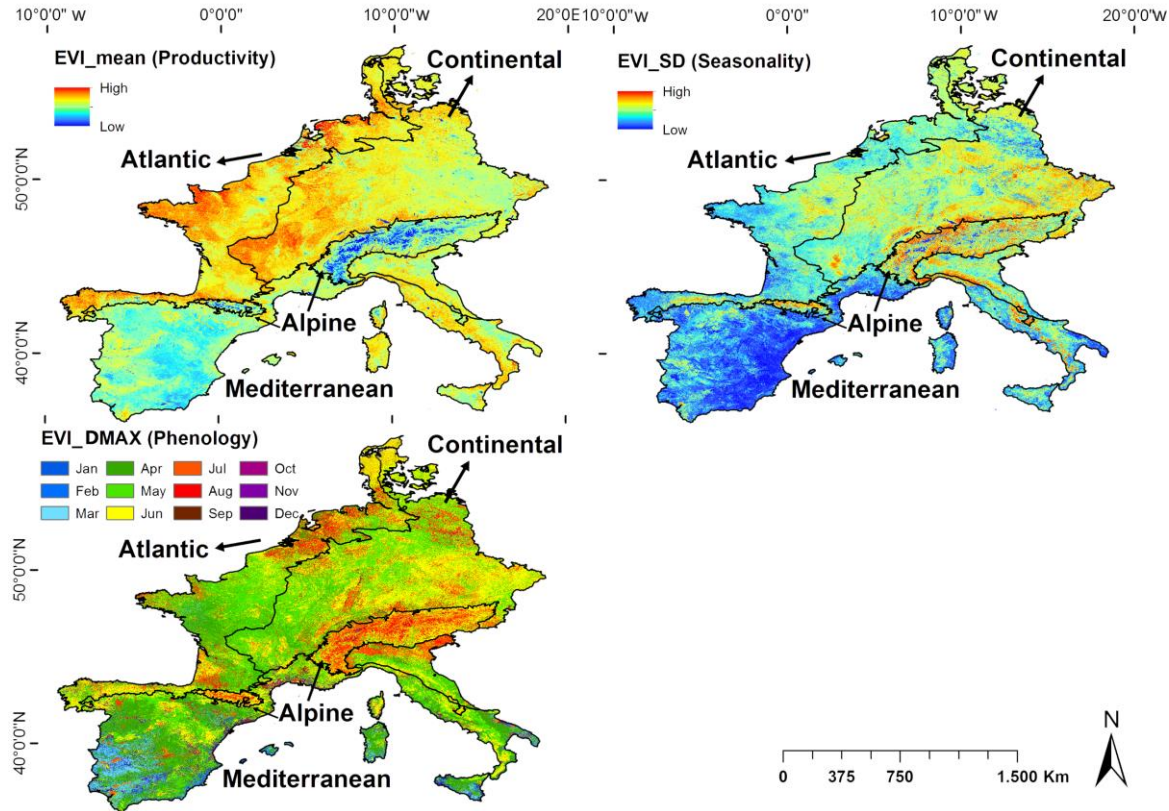 10°0'0"W 0°0'0" 10°0'0"W 20°0'0"E
10°0'0"W 0°0'0"W 10°0'0"W 20°0'0"W
EVI_mean (Productivity)
High
Low
Continental
Atlantic
Alpine
Mediterranean
50°0'0"N
40°0'0"N
EVI_SD (Seasonality)
High
Low
Continental
Atlantic
Alpine
Mediterranean
EVI_DMAX (Phenology)
Jan Apr Jul Oct
Feb May Aug Nov
Mar Jun Sep Dec
Continental
Atlantic
Alpine
Mediterranean
50°0'0"N
40°0'0"N
N
0 375 750 1.500 Km